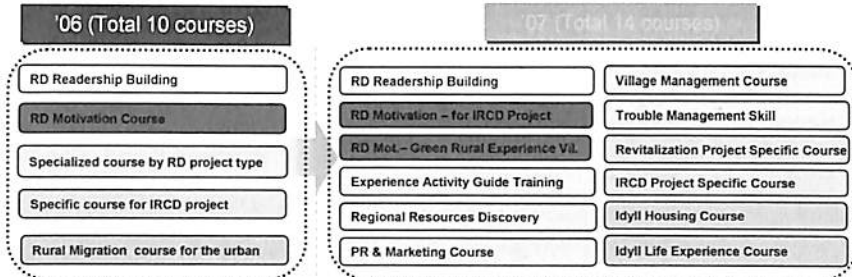 '06 (Total 10 courses)
RD Readership Building
RD Motivation Course
Specialized course by RD project type
Specific course for IRCD project
Rural Migration course for the urban
'07 (Total 14 courses)
RD Readership Building
RD Motivation – for IRCD Project
RD Mot.– Green Rural Experience Vil.
Experience Activity Guide Training
Regional Resources Discovery
PR & Marketing Course
Village Management Course
Trouble Management Skill
Revitalization Project Specific Course
IRCD Project Specific Course
Idyll Housing Course
Idyll Life Experience Course